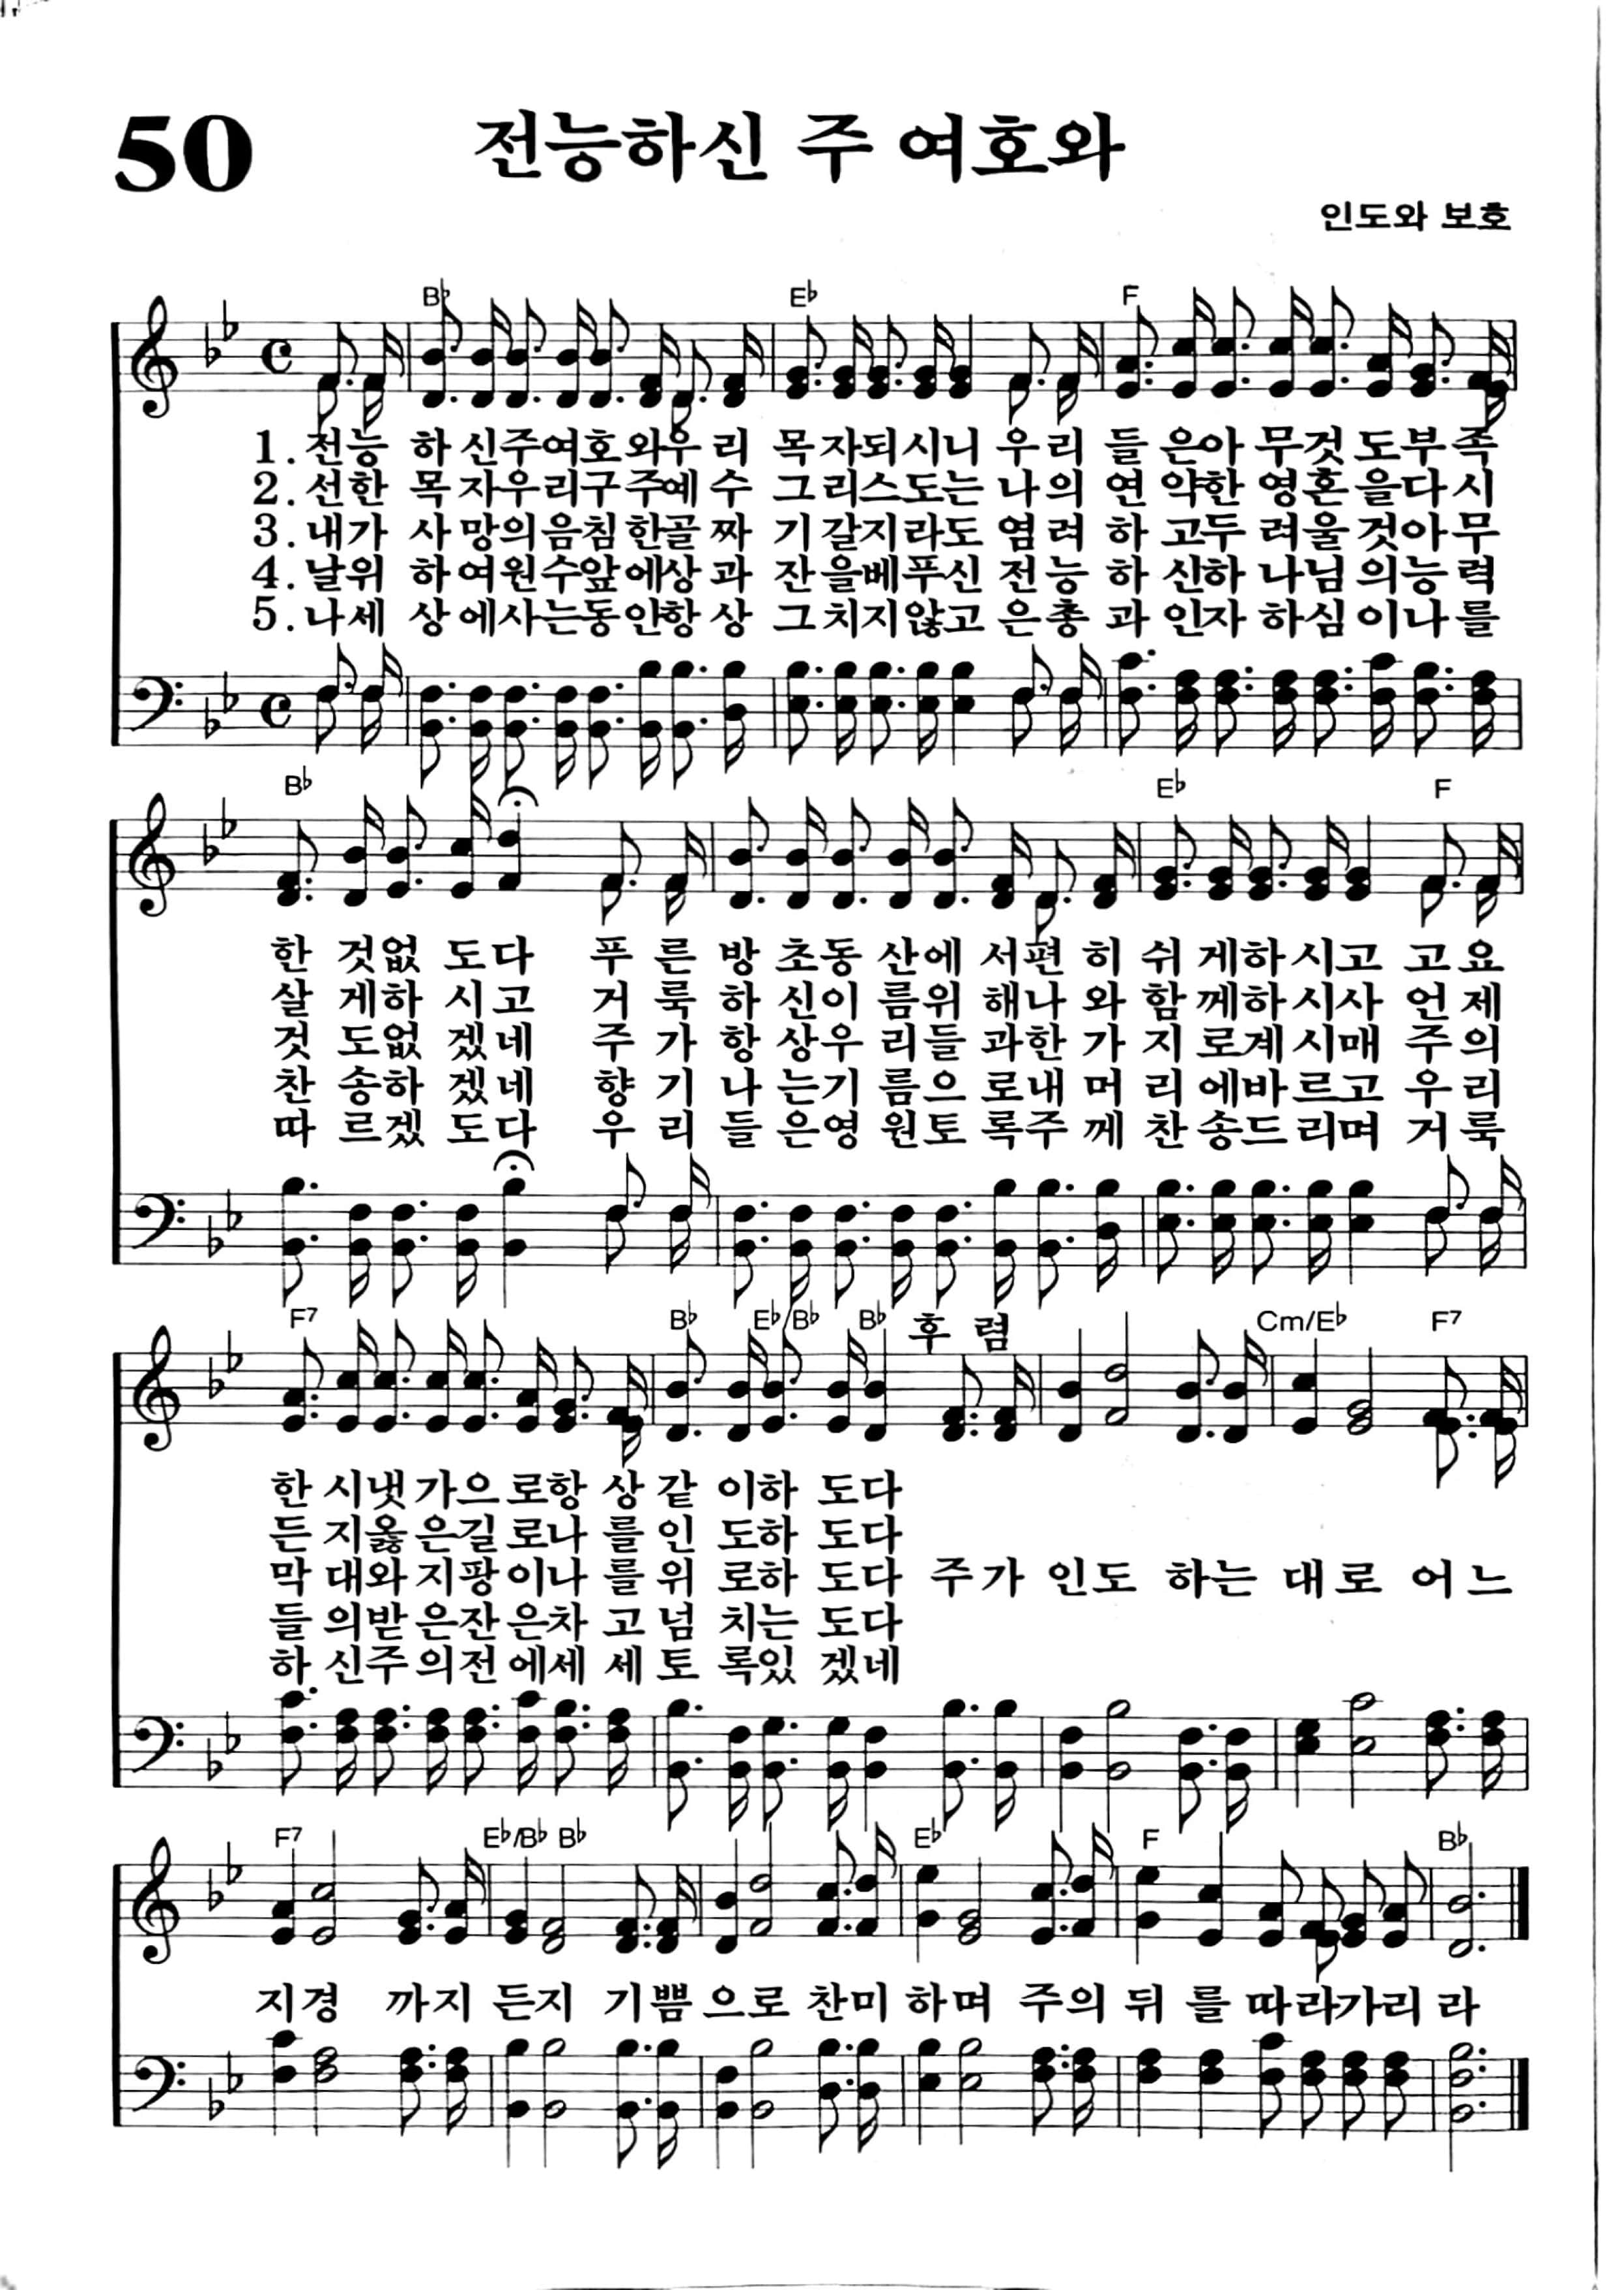 50 전능하신 주 여호와
인도와 보호
B♭ E♭ F
1. 전능 하 신주여호와우 리 목 자되시니 우리 들 은아 무것 도부 족
2. 선한 목 자우리구주예 수 그리스도는 나의 연 약한 영혼 을다 시
3. 내가 사 망의음침한골 짜 기 갈지라도 염려 하 고두 려울 것아 무
4. 날위 하여원수앞에상 과 잔 을베푸신 전능 하 신하 나님 의능 력
5. 나세 상 에사는동안항 상 그치지않고 은총 과 인자 하심 이나 를
B♭ E♭ F
한 것없 도다 푸 른 방 초동 산에 서편 히 쉬 게하시고 고요
살 게하 시고 거 룩 하 신이 름위 해나 와 함 께하시사 언제
것 도없 겠네 주 가 항 상우 리들 과한 가 지 로계시매 주의
찬 송하 겠네 향 기 나 는기 름으 로내 머 리 에바르고 우리
따 르겠 도다 우 리 들 은영 원토 록주 께 찬 송드리며 거룩
F7 B♭ E♭/B♭ B♭ 후 렴 Cm/E♭ F7
한 시냇가으로항 상 같 이하 도다
든 지옳은길로나 를 인 도하 도다
막 대와지팡이나 를 위 로하 도다 주가 인도 하는 대로 어느
들 의받은잔은차 고 넘 치는 도다
하 신주의전에세 세 토 록있 겠네
F7 E♭/B♭ B♭ E♭ F B♭
지경 까지 든지 기쁨 으로 찬미 하며 주의 뒤 를 따라가리 라